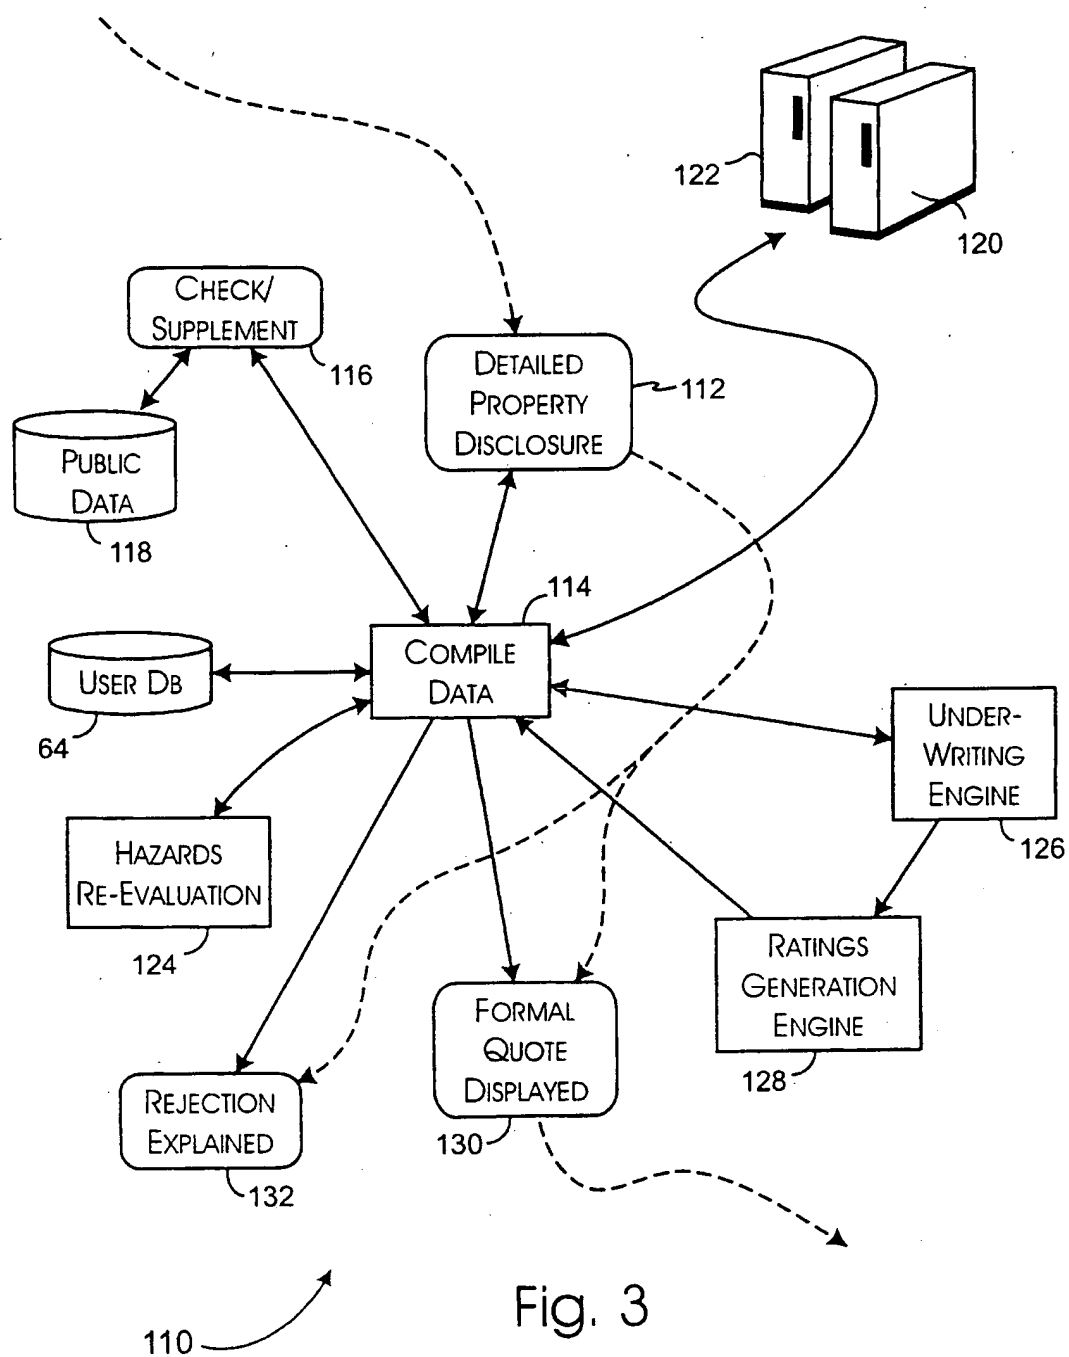 122
120
CHECK/
SUPPLEMENT
116
DETAILED
PROPERTY
DISCLOSURE
112
PUBLIC
DATA
118
114
COMPILE
DATA
USER DB
64
UNDER-
WRITING
ENGINE
126
HAZARDS
RE-EVALUATION
124
RATINGS
GENERATION
ENGINE
128
FORMAL
QUOTE
DISPLAYED
130
REJECTION
EXPLAINED
132
Fig. 3
110